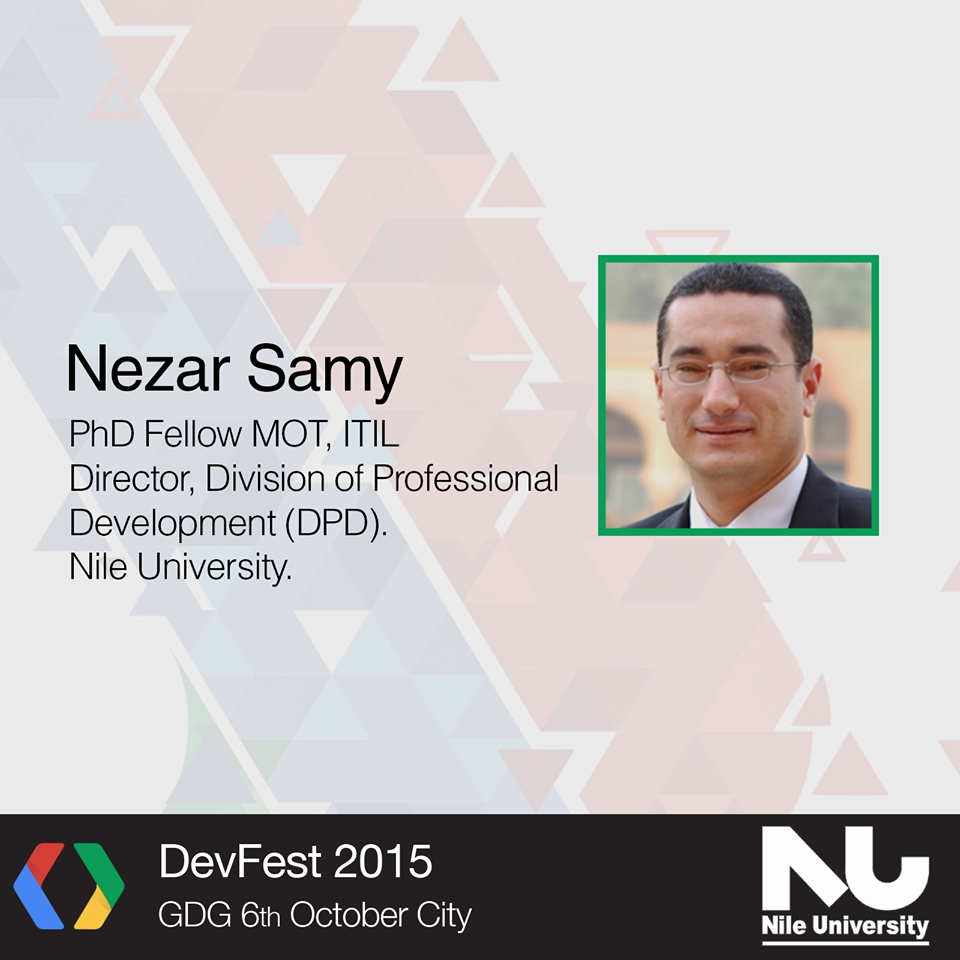 Nezar Samy
PhD Fellow MOT, ITIL
Director, Division of Professional
Development (DPD).
Nile University.
DevFest 2015
GDG 6th October City
NU
Nile University